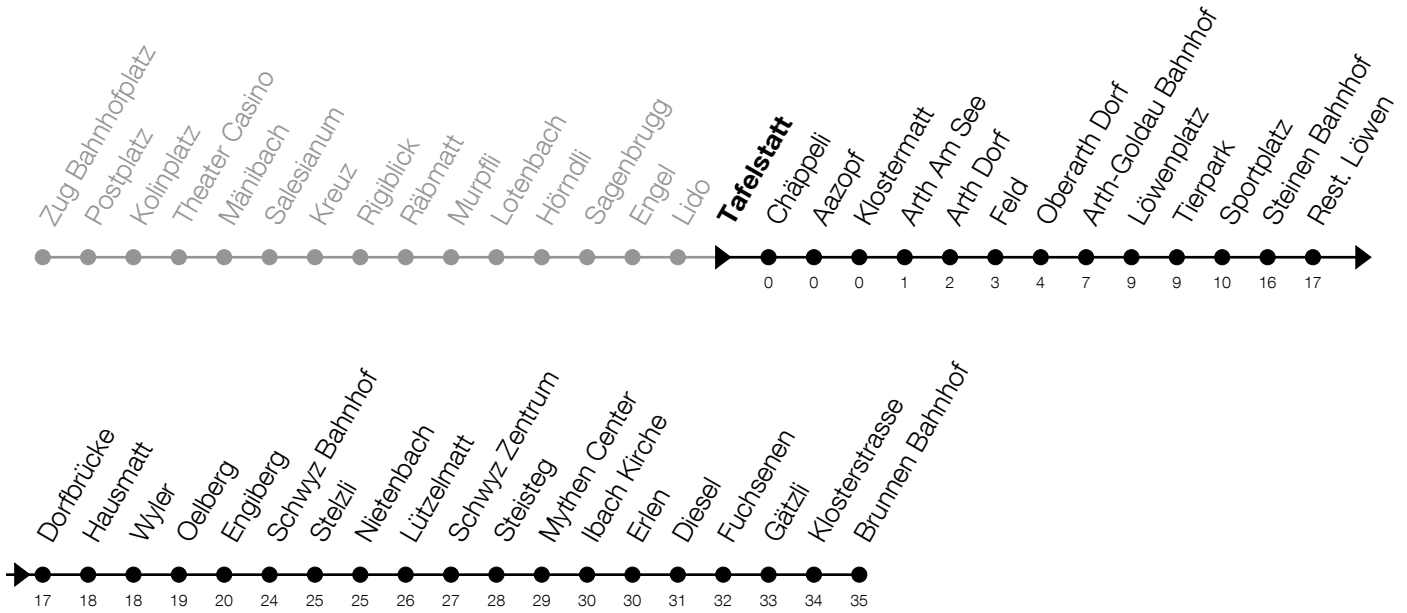 Zug Bahnhofplatz
Postplatz
Kolinplatz
Theater Casino
Mänibach
Salesianum
Kreuz
Rigiblick
Räbmatt
Murpfli
Lotenbach
Hörndli
Sagenbrugg
Engel
Lido
Tafelstatt
Chäppeli
Aazopf
Klostermatt
Arth Am See
Arth Dorf
Feld
Oberarth Dorf
Arth-Goldau Bahnhof
Löwenplatz
Tierpark
Sportplatz
Steinen Bahnhof
Rest. Löwen
0 0 0 1 2 3 4 7 9 9 10 16 17
Dorfbrücke
Hausmatt
Wyler
Oelberg
Engiberg
Schwyz Bahnhof
Stelzli
Nietenbach
Lützelmatt
Schwyz Zentrum
Steisteg
Mythen Center
Ibach Kirche
Erlen
Diesel
Fuchsenen
Gätzli
Klosterstrasse
Brunnen Bahnhof
17 18 18 19 20 24 25 25 26 27 28 29 30 30 31 32 33 34 35